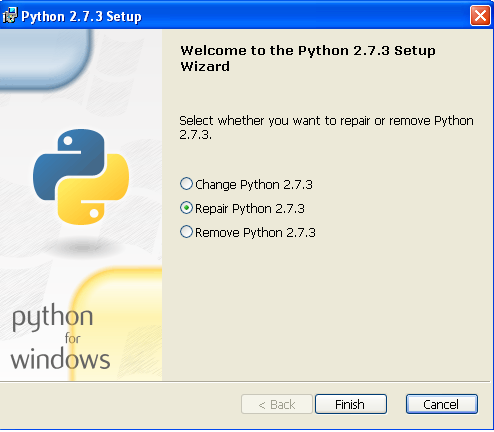 Python 2.7.3 Setup
Welcome to the Python 2.7.3 Setup
Wizard
Select whether you want to repair or remove Python
2.7.3.
Change Python 2.7.3
Repair Python 2.7.3
Remove Python 2.7.3
python
for
windows
< Back
Finish
Cancel